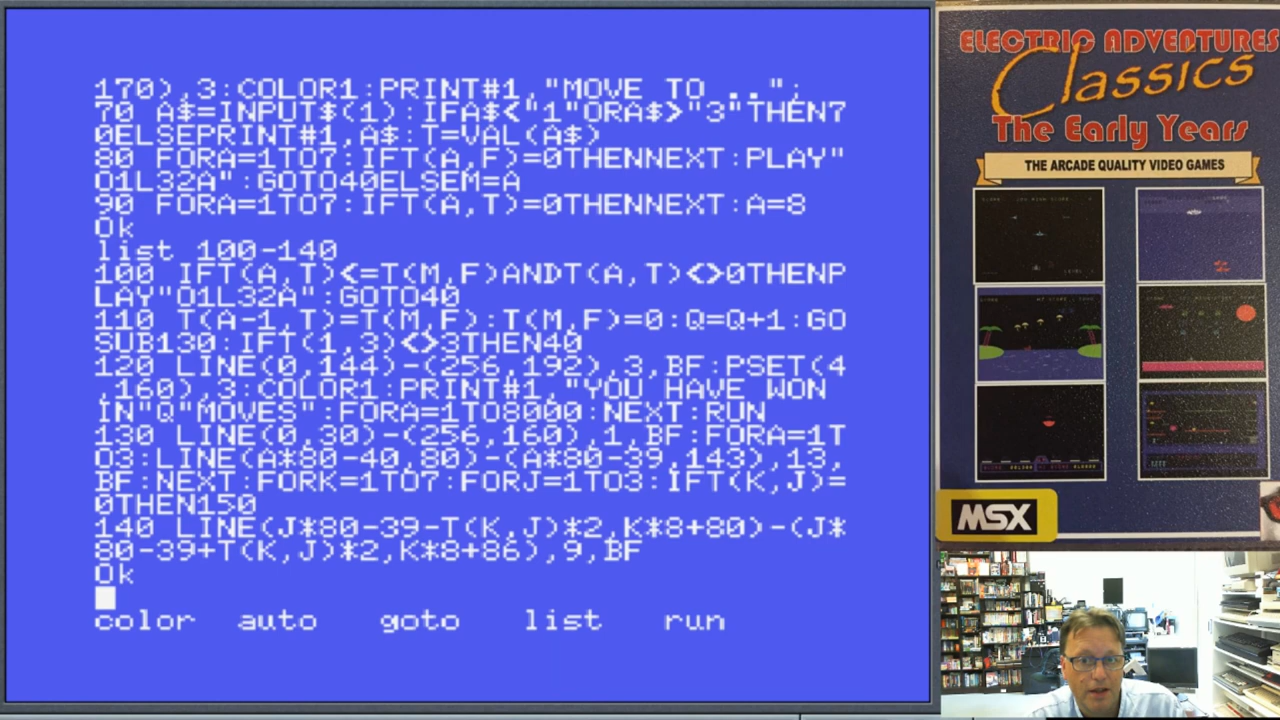 170),3:COLOR1:PRINT#1,"MOVE TO ..";
70 A$=INPUT$(1):IFA$<"1"ORA$>"3"THEN7
0ELSEPRINT#1,A$:T=VAL(A$)
80 FORA=1TO7:IFT(A,F)=0THENNEXT:PLAY"
O1L32A":GOTO40ELSEM=A
90 FORA=1TO7:IFT(A,T)=0THENNEXT:A=8
Ok
list 100-140
100 IFT(A,T)<=T(M,F)ANDT(A,T)<>0THENP
LAY"O1L32A":GOTO40
110 T(A-1,T)=T(M,F):T(M,F)=0:Q=Q+1:GO
SUB130:IFT(1,3)<>3THEN40
120 LINE(0,144)-(256,192),3,BF:PSET(4
,160),3:COLOR1:PRINT#1,"YOU HAVE WON
IN"Q"MOVES":FORA=1TO8000:NEXT:RUN
130 LINE(0,30)-(256,160),1,BF:FORA=1T
O3:LINE(A*80-40,80)-(A*80-39,143),13,
BF:NEXT:FORK=1TO7:FORJ=1TO3:IFT(K,J)=
0THEN150
140 LINE(J*80-39-T(K,J)*2,K*8+80)-(J*
80-39+T(K,J)*2,K*8+86),9,BF
Ok
color auto goto list run
ELECTRIC ADVENTURES
Classics
The Early Years
THE ARCADE QUALITY VIDEO GAMES
MSX